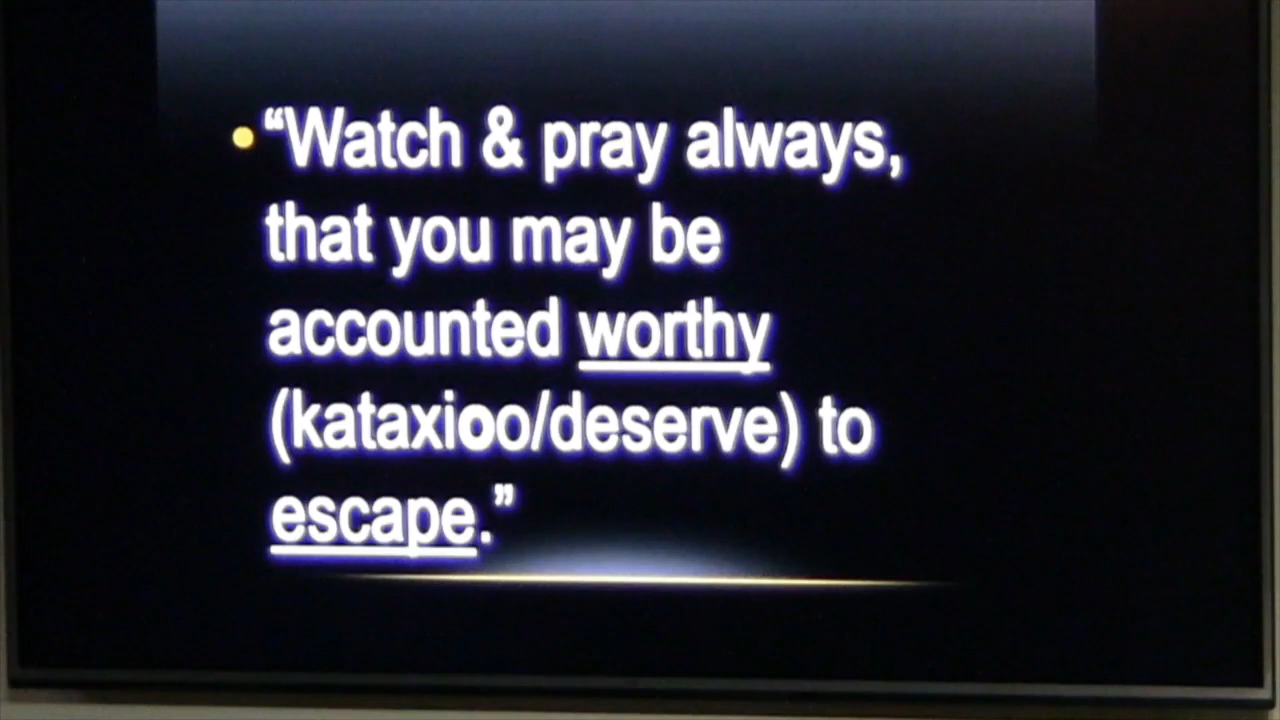 • “Watch & pray always,
that you may be
accounted worthy
(kataxioo/deserve) to
escape.”